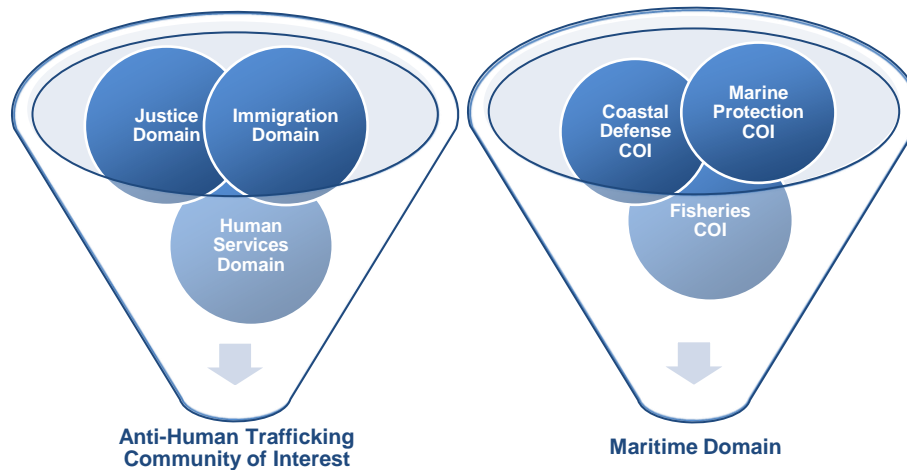 Justice
Domain
Immigration
Domain
Human
Services
Domain
Anti-Human Trafficking
Community of Interest
Coastal
Defense
COI
Marine
Protection
COI
Fisheries
COI
Maritime Domain